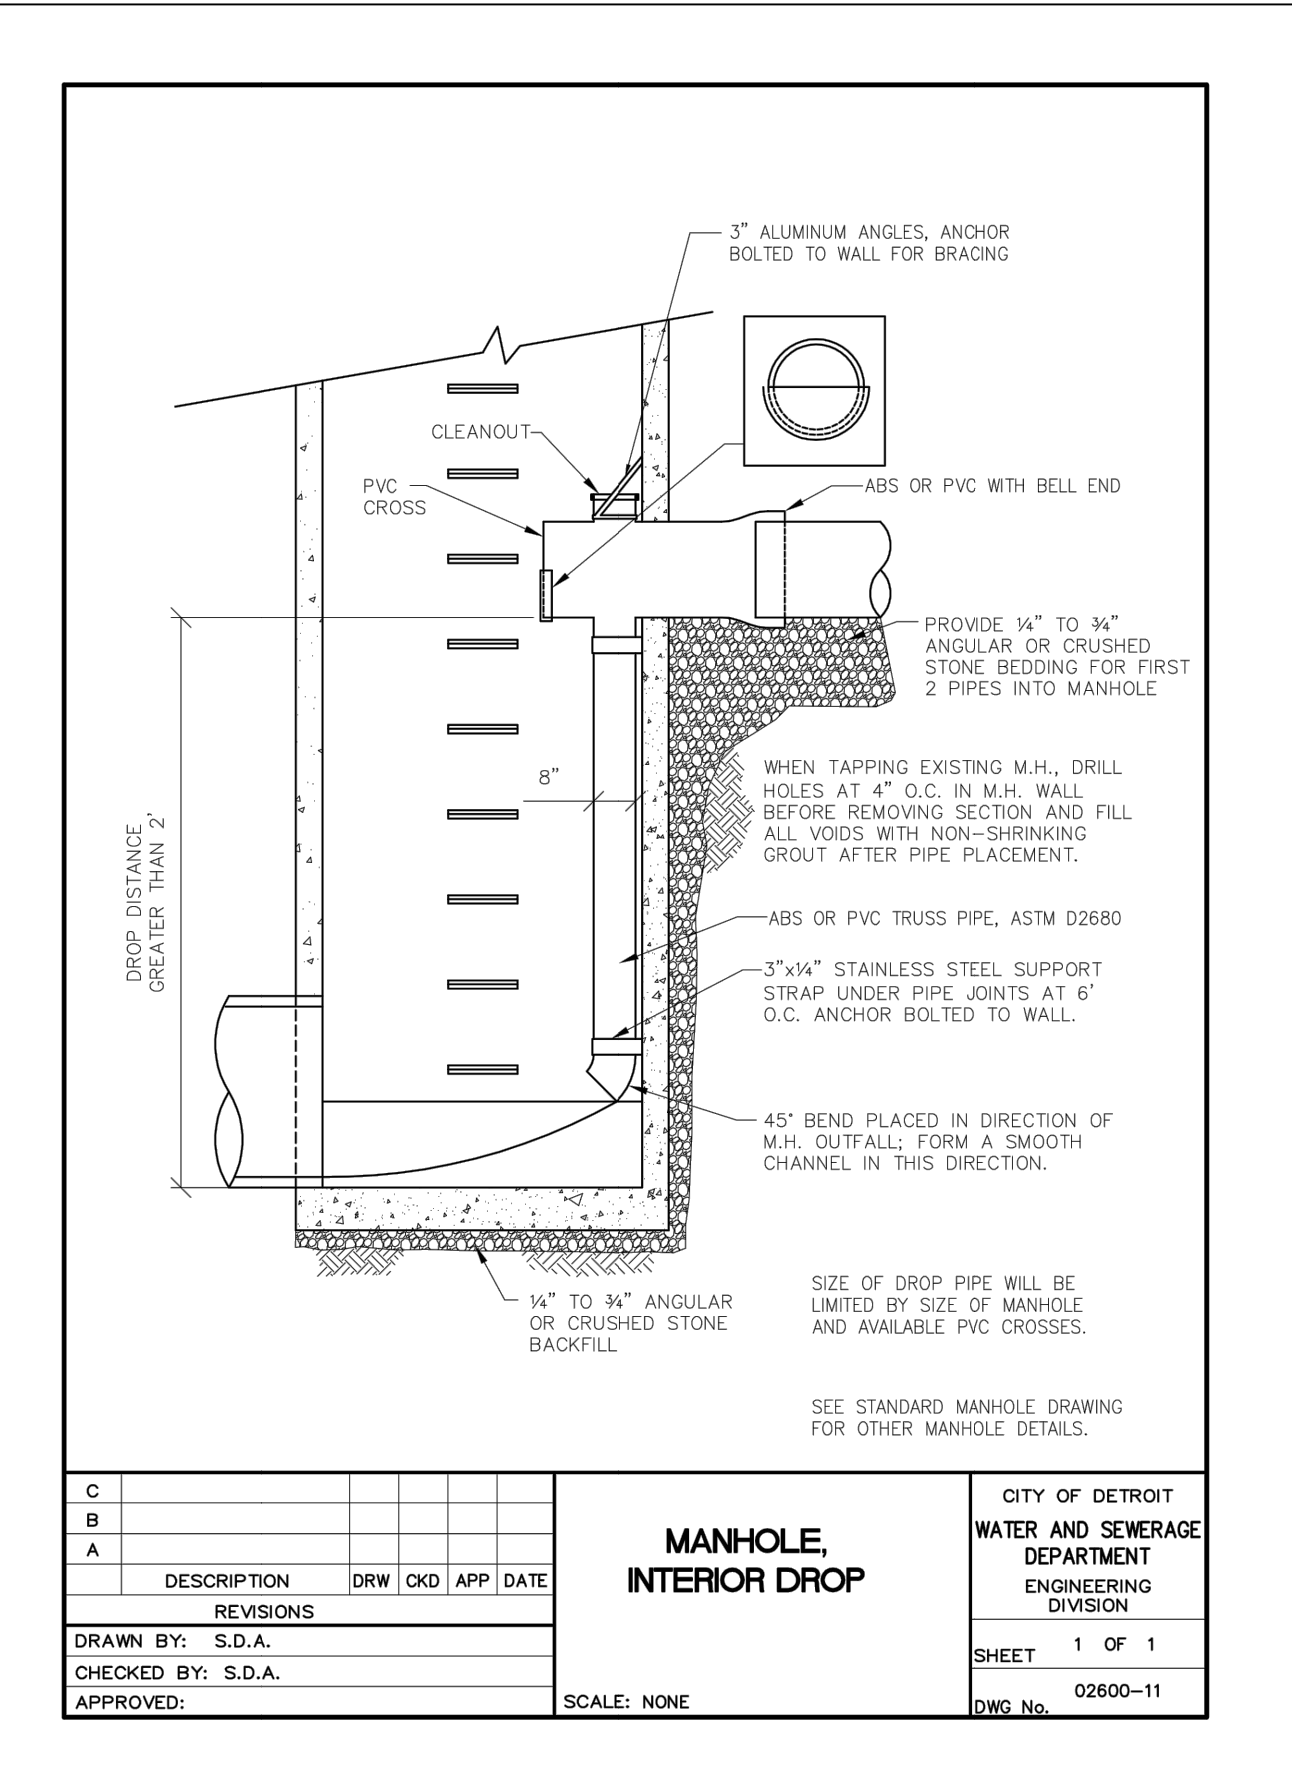 3" ALUMINUM ANGLES, ANCHOR
BOLTED TO WALL FOR BRACING
CLEANOUT
PVC
CROSS
ABS OR PVC WITH BELL END
PROVIDE ¼" TO ¾"
ANGULAR OR CRUSHED
STONE BEDDING FOR FIRST
2 PIPES INTO MANHOLE
8"
WHEN TAPPING EXISTING M.H., DRILL
HOLES AT 4" O.C. IN M.H. WALL
BEFORE REMOVING SECTION AND FILL
ALL VOIDS WITH NON-SHRINKING
GROUT AFTER PIPE PLACEMENT.
DROP DISTANCE
GREATER THAN 2'
ABS OR PVC TRUSS PIPE, ASTM D2680
3"x¼" STAINLESS STEEL SUPPORT
STRAP UNDER PIPE JOINTS AT 6'
O.C. ANCHOR BOLTED TO WALL.
45° BEND PLACED IN DIRECTION OF
M.H. OUTFALL; FORM A SMOOTH
CHANNEL IN THIS DIRECTION.
¼" TO ¾" ANGULAR
OR CRUSHED STONE
BACKFILL
SIZE OF DROP PIPE WILL BE
LIMITED BY SIZE OF MANHOLE
AND AVAILABLE PVC CROSSES.
SEE STANDARD MANHOLE DRAWING
FOR OTHER MANHOLE DETAILS.
C
B
A
DESCRIPTION DRW CKD APP DATE
REVISIONS
DRAWN BY: S.D.A.
CHECKED BY: S.D.A.
APPROVED:
MANHOLE,
INTERIOR DROP
SCALE: NONE
CITY OF DETROIT
WATER AND SEWERAGE
DEPARTMENT
ENGINEERING
DIVISION
SHEET 1 OF 1
DWG No. 02600-11